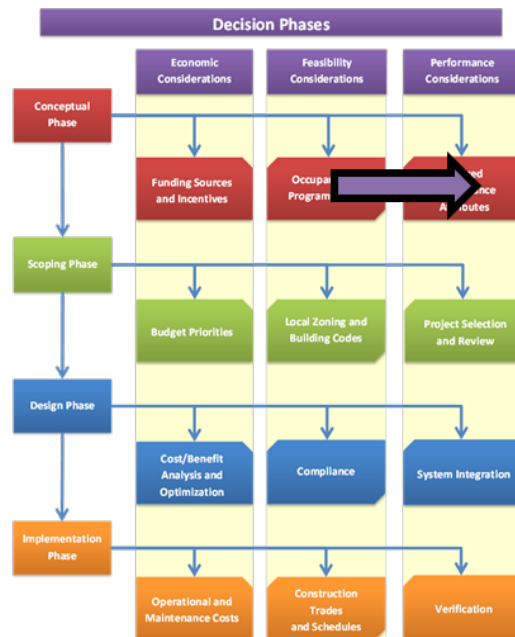 Decision Phases
Economic
Considerations
Feasibility
Considerations
Performance
Considerations
Conceptual
Phase
Funding Sources
and Incentives
Attributes
Scoping Phase
Budget Priorities
Local Zoning and
Building Codes
Project Selection
and Review
Design Phase
Cost/Benefit
Analysis and
Optimization
Compliance
System Integration
Implementation
Phase
Operational and
Maintenance Costs
Construction
Trades
and Schedules
Verification